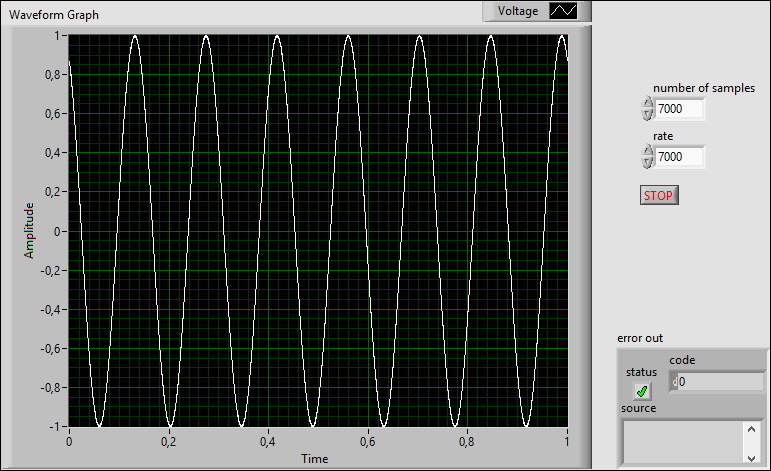 Waveform Graph
Voltage
1
0,8
0,6
0,4
0,2
0
-0,2
-0,4
-0,6
-0,8
-1
Amplitude
0
0,2
0,4
0,6
0,8
1
Time
number of samples
7000
rate
7000
STOP
error out
status
code
d0
source